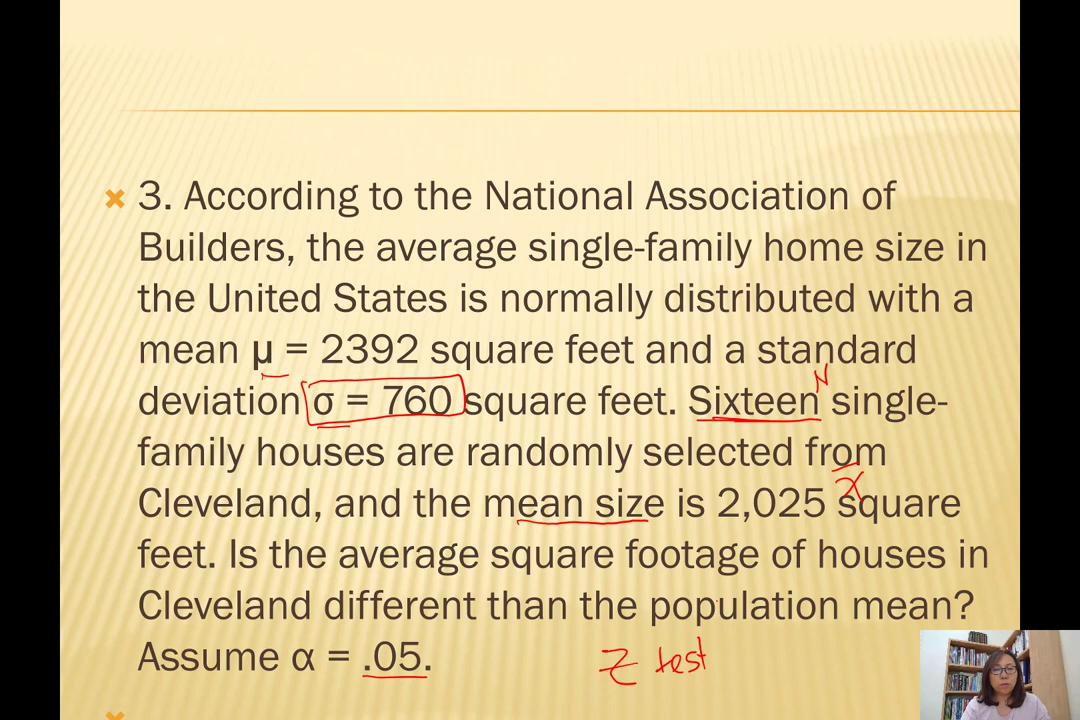 3. According to the National Association of
Builders, the average single-family home size in
the United States is normally distributed with a
mean µ = 2392 square feet and a standard
N
deviation σ = 760 square feet. Sixteen single-
family houses are randomly selected from
x̄
Cleveland, and the mean size is 2,025 square
feet. Is the average square footage of houses in
Cleveland different than the population mean?
Assume α = .05.
Z test